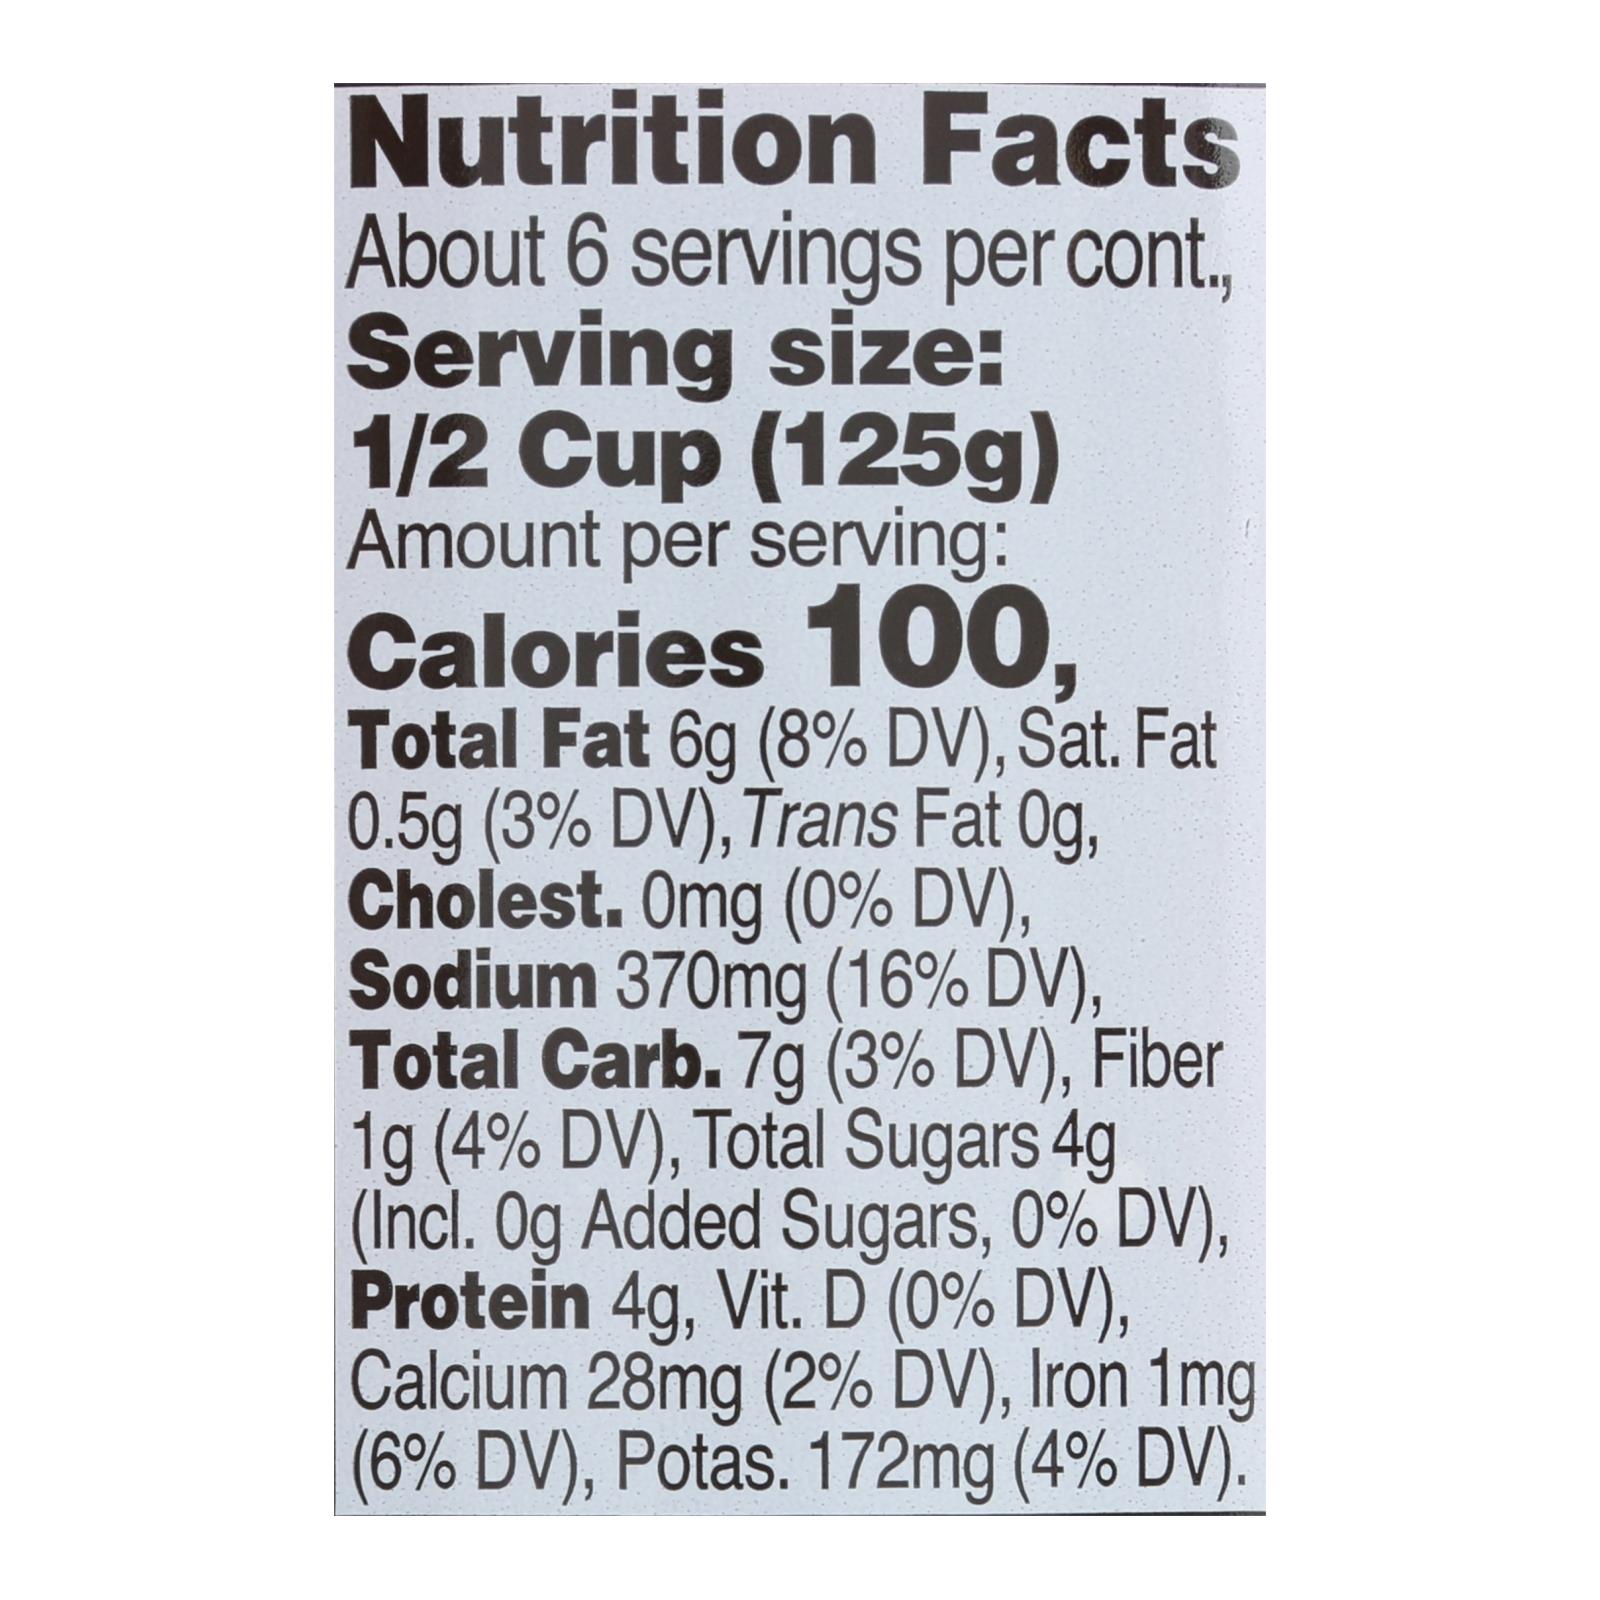 Nutrition Facts
About 6 servings per cont.,
Serving size:
1/2 Cup (125g)
Amount per serving:
Calories 100,
Total Fat 6g (8% DV), Sat. Fat
0.5g (3% DV), Trans Fat 0g,
Cholest. 0mg (0% DV),
Sodium 370mg (16% DV),
Total Carb. 7g (3% DV), Fiber
1g (4% DV), Total Sugars 4g
(Incl. 0g Added Sugars, 0% DV),
Protein 4g, Vit. D (0% DV),
Calcium 28mg (2% DV), Iron 1mg
(6% DV), Potas. 172mg (4% DV).